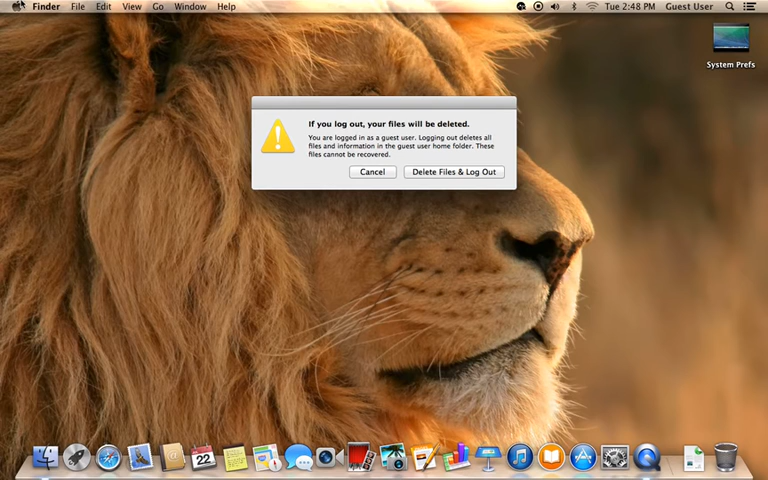 Finder File Edit View Go Window Help Tue 2:48 PM Guest User
System Prefs
If you log out, your files will be deleted.
You are logged in as a guest user. Logging out deletes all
files and information in the guest user home folder. These
files cannot be recovered.
Cancel Delete Files & Log Out
22